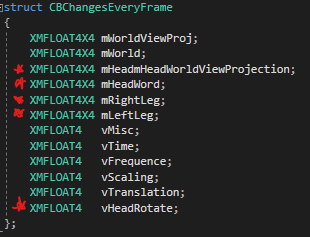 struct CBChangesEveryFrame
{
XMFLOAT4X4 mWorldViewProj;
XMFLOAT4X4 mWorld;
XMFLOAT4X4 mHeadmHeadWorldViewProjection;
XMFLOAT4X4 mHeadWord;
XMFLOAT4X4 mRightLeg;
XMFLOAT4X4 mLeftLeg;
XMFLOAT4 vMisc;
XMFLOAT4 vTime;
XMFLOAT4 vFrequence;
XMFLOAT4 vScaling;
XMFLOAT4 vTranslation;
XMFLOAT4 vHeadRotate;
};